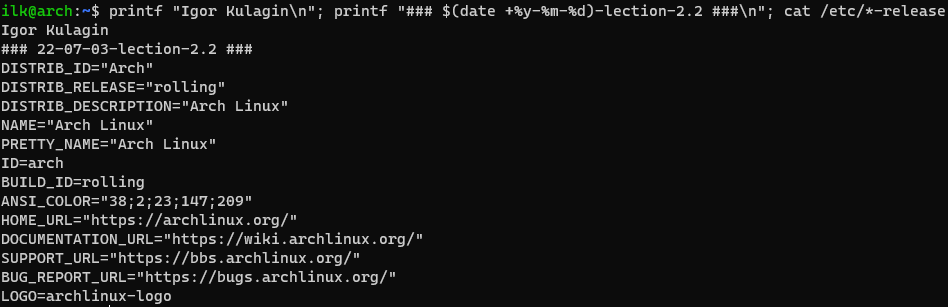 ilk@arch:~$ printf "Igor Kulagin\n"; printf "### $(date +%y-%m-%d)-lection-2.2 ###\n"; cat /etc/*-release
Igor Kulagin
### 22-07-03-lection-2.2 ###
DISTRIB_ID="Arch"
DISTRIB_RELEASE="rolling"
DISTRIB_DESCRIPTION="Arch Linux"
NAME="Arch Linux"
PRETTY_NAME="Arch Linux"
ID=arch
BUILD_ID=rolling
ANSI_COLOR="38;2;23;147;209"
HOME_URL="https://archlinux.org/"
DOCUMENTATION_URL="https://wiki.archlinux.org/"
SUPPORT_URL="https://bbs.archlinux.org/"
BUG_REPORT_URL="https://bugs.archlinux.org/"
LOGO=archlinux-logo